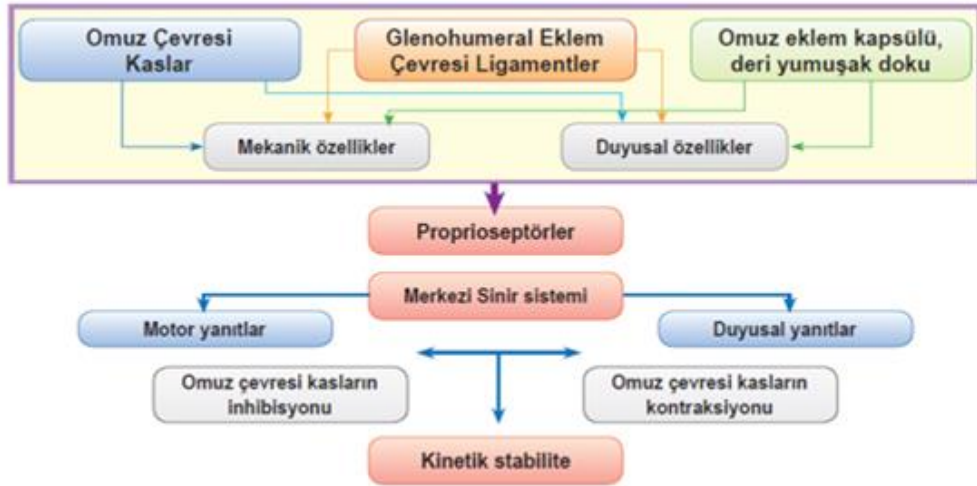 Omuz Çevresi
Kaslar
Glenohumeral Eklem
Çevresi Ligamentler
Omuz eklem kapsülü,
deri yumuşak doku
Mekanik özellikler
Duyusal özellikler
Proprioseptörler
Merkezi Sinir sistemi
Motor yanıtlar
Duyusal yanıtlar
Omuz çevresi kasların
inhibisyonu
Omuz çevresi kasların
kontraksiyonu
Kinetik stabilite